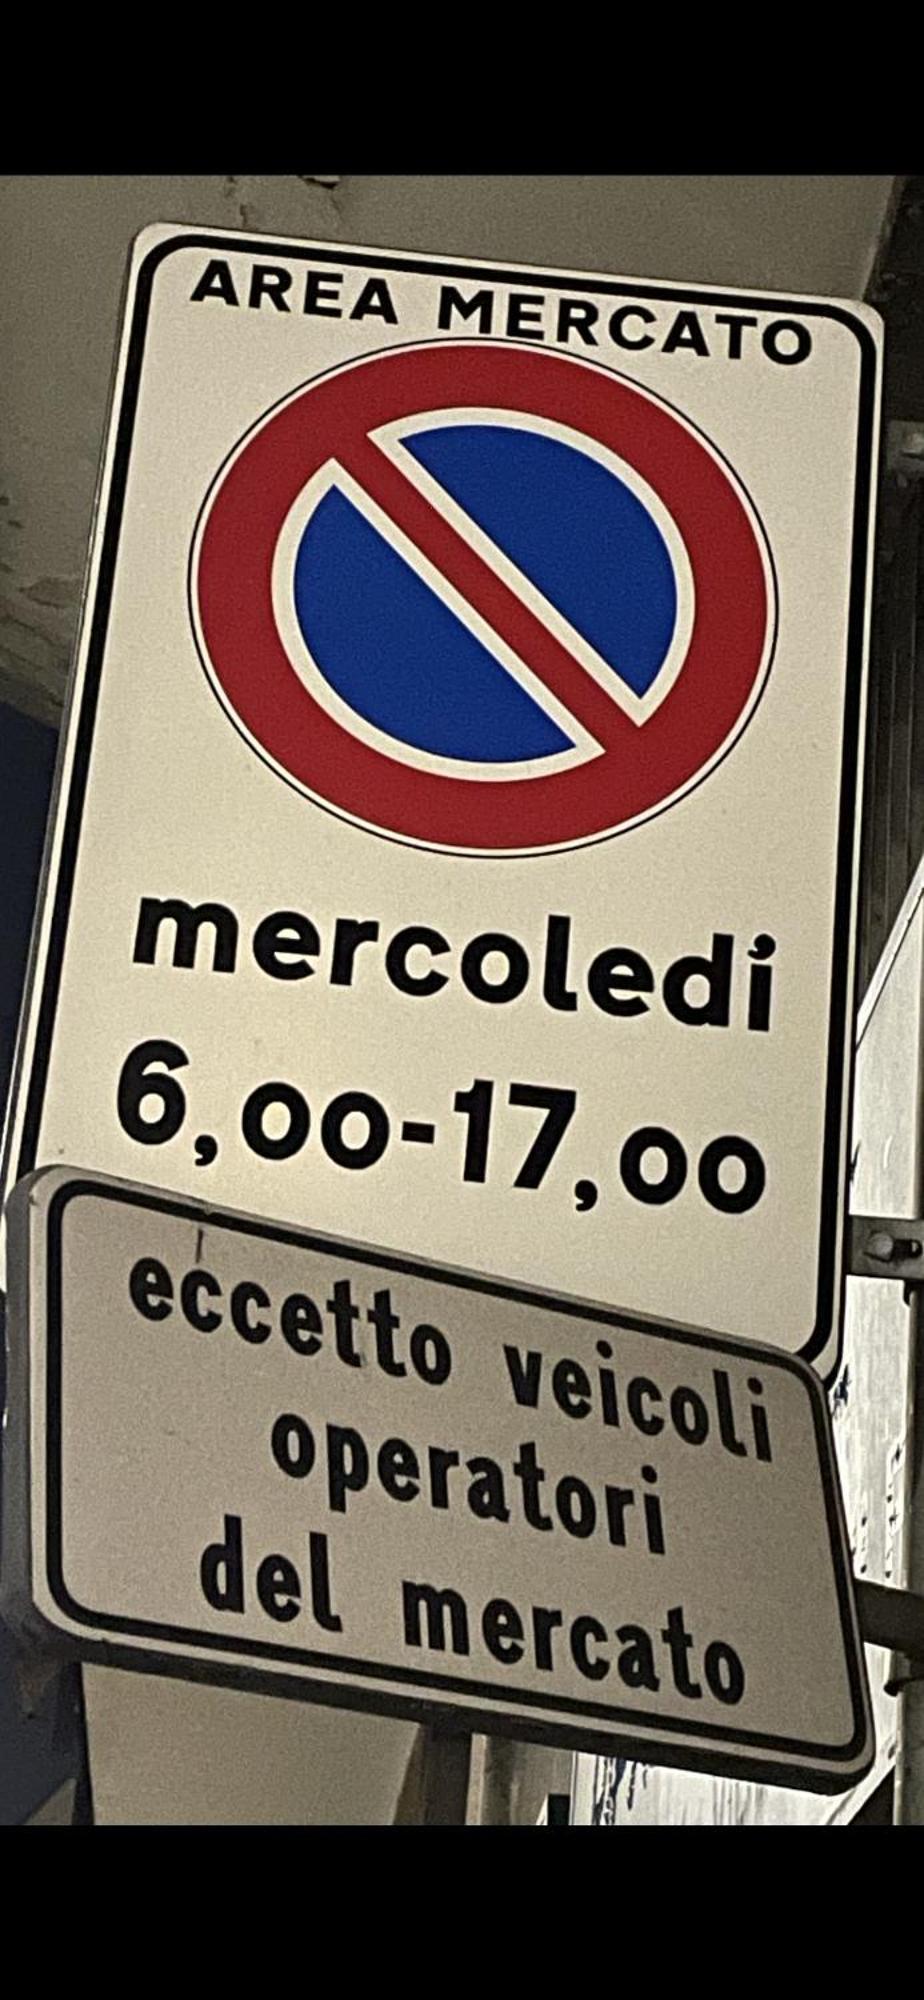 AREA MERCATO
mercoledì
6,00-17,00
eccetto veicoli
operatori
del mercato